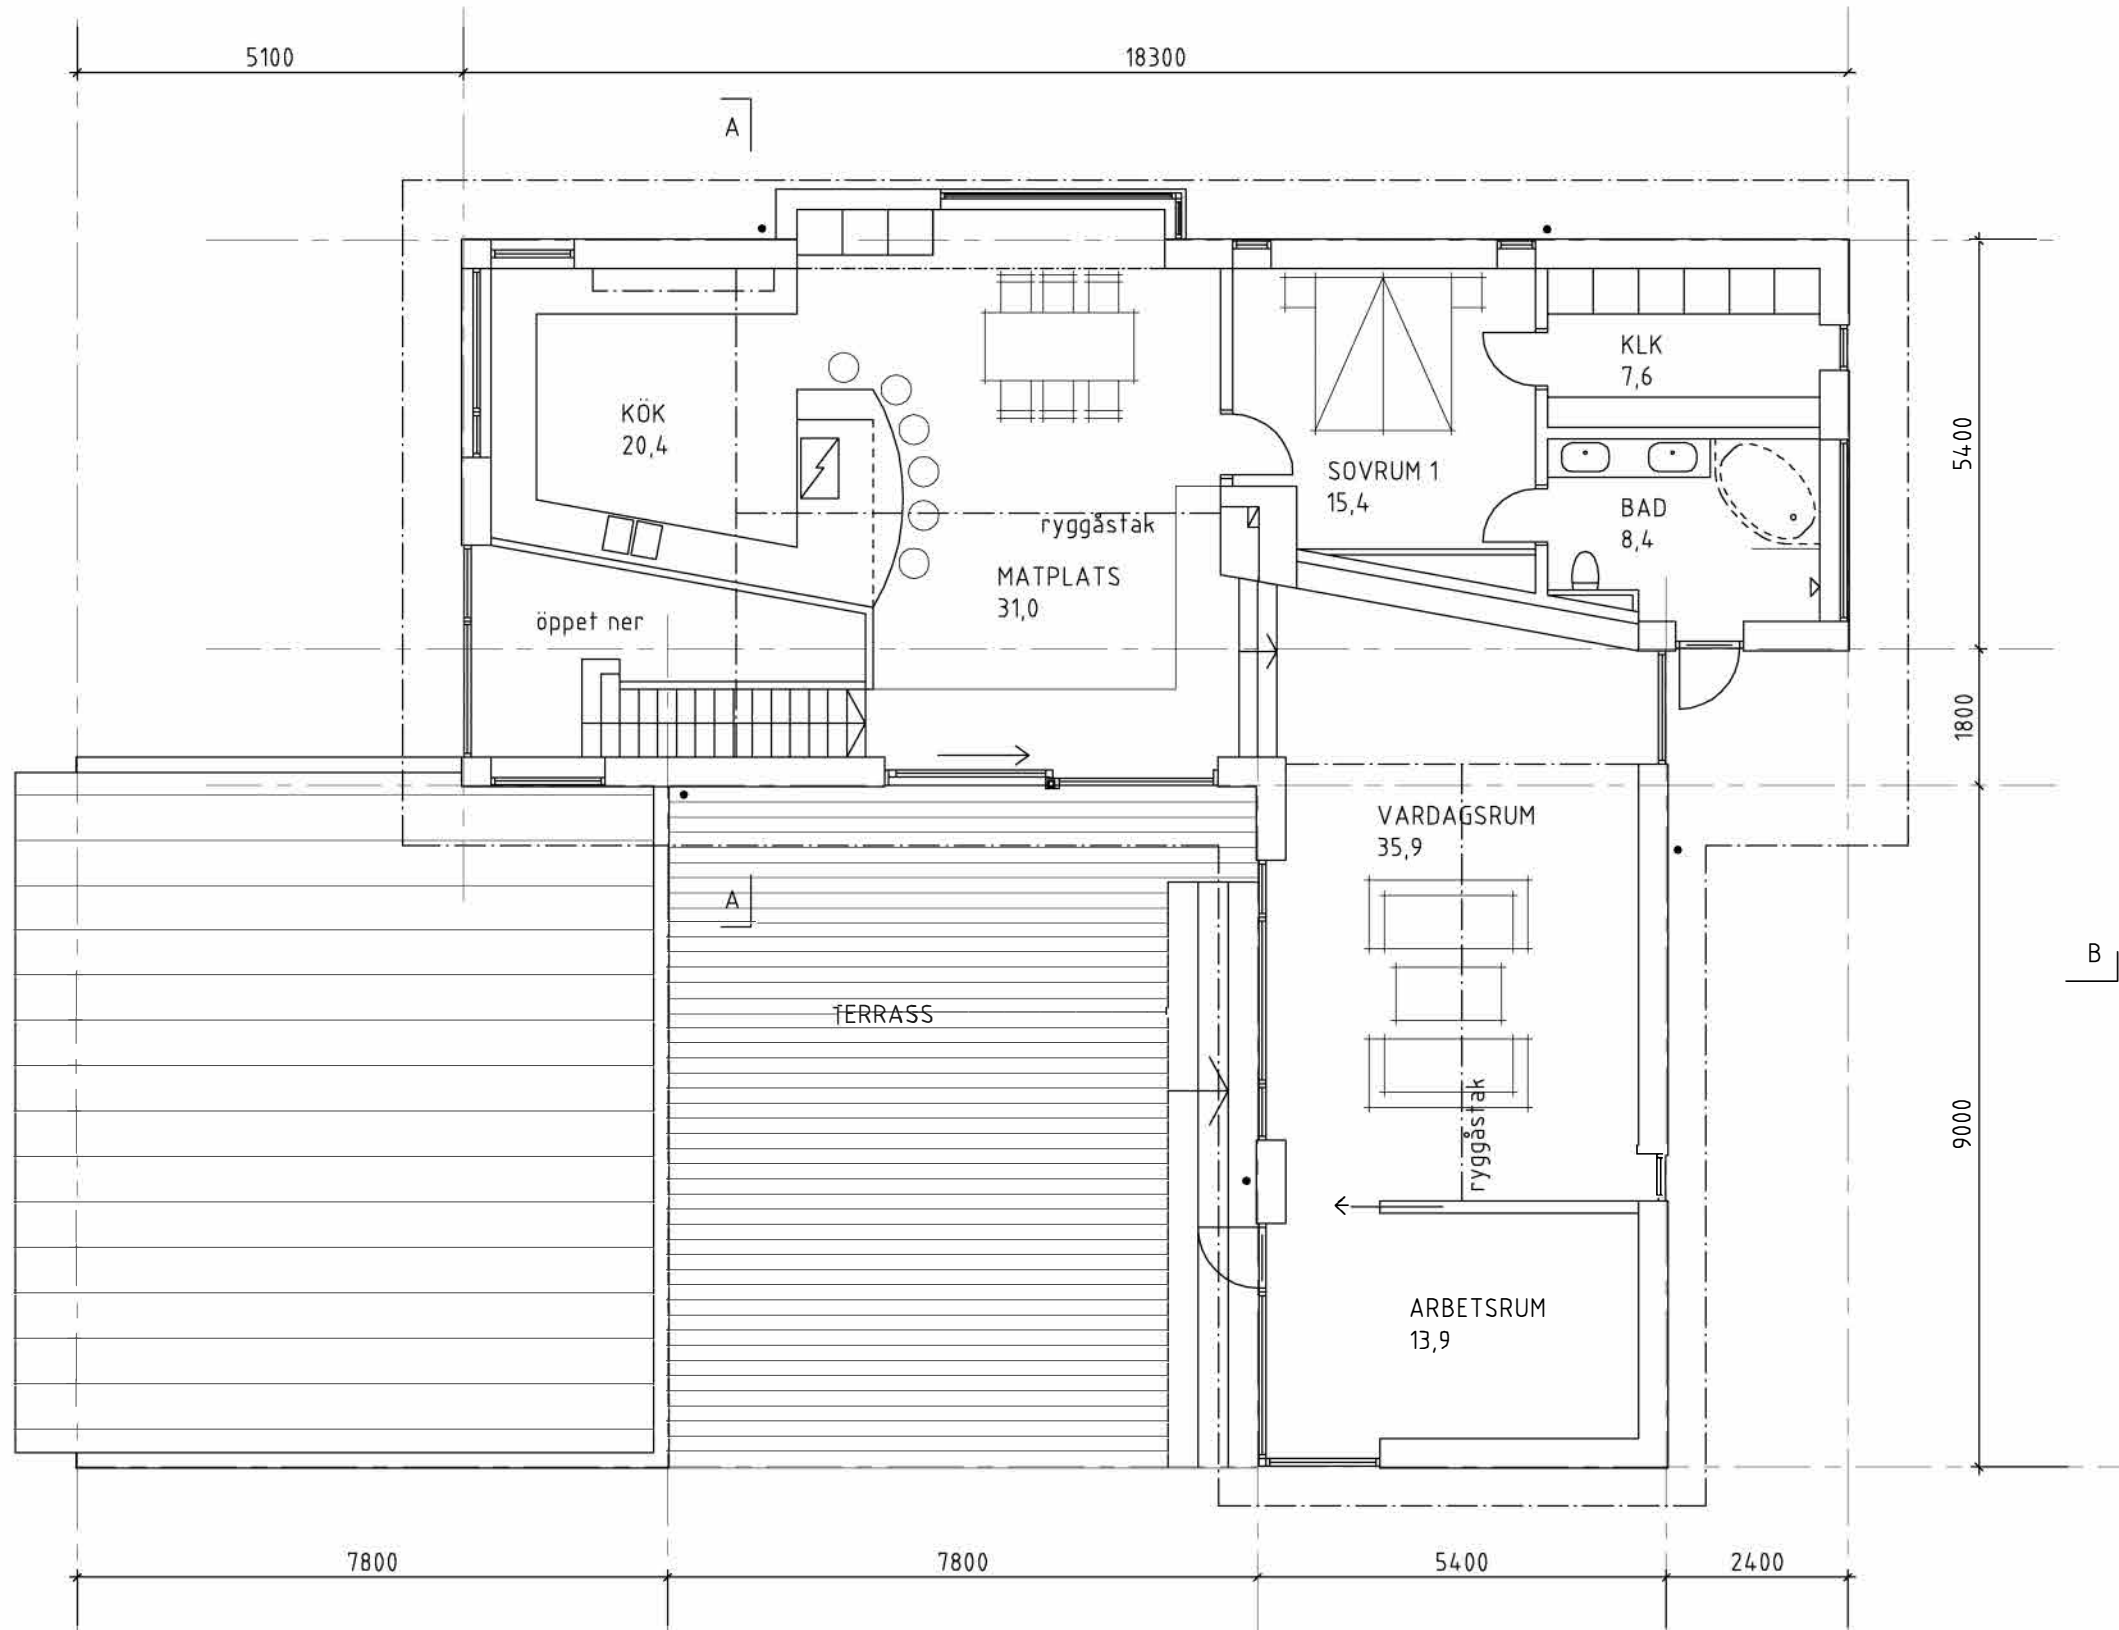 5100
18300
A
KÖK
20,4
KLK
7,6
5400
SOVRUM 1
15,4
BAD
8,4
ryggåstak
MATPLATS
31,0
öppet ner
1800
VARDAGSRUM
35,9
A
B
TERRASS
ryggåstak
9000
ARBETSRUM
13,9
7800
7800
5400
2400